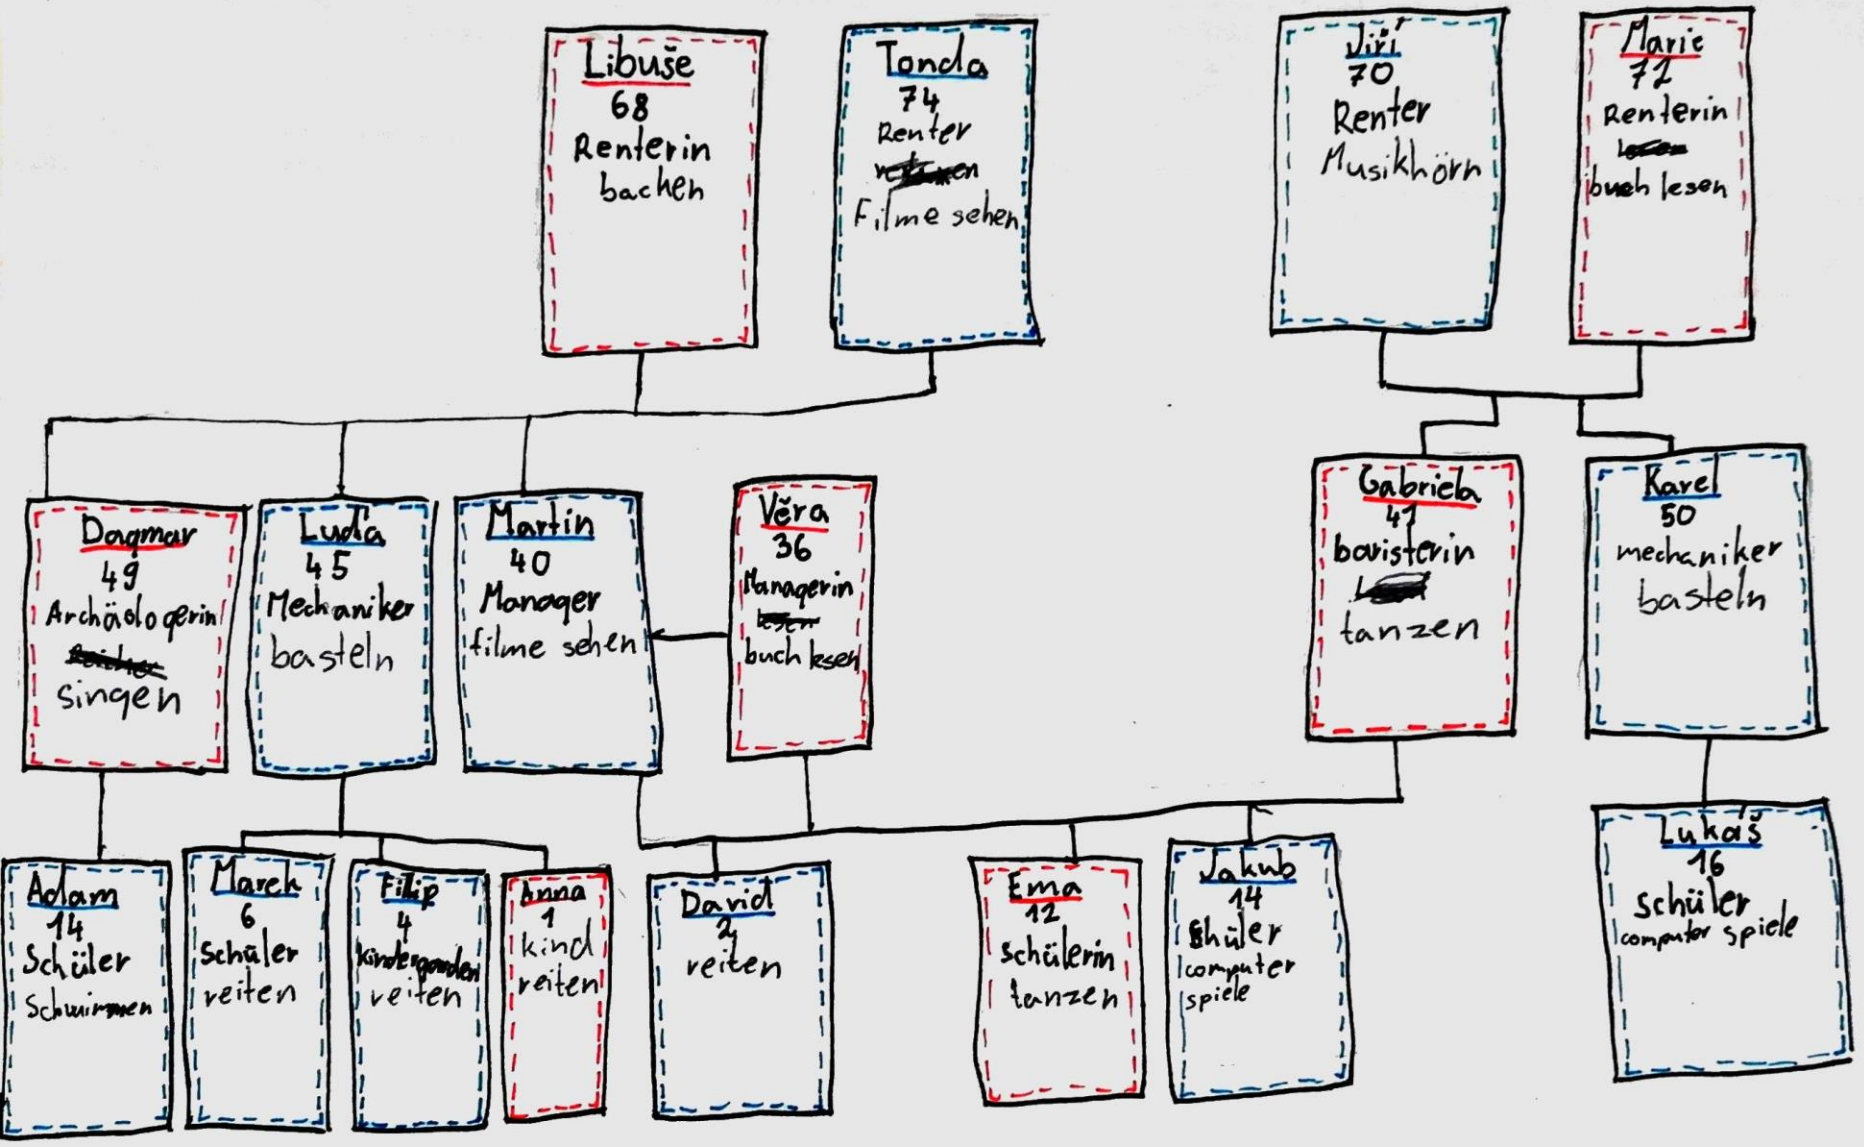 Libuše
68
Renterin
backen
Tonda
74
Renter
Filme sehen
Jiří
70
Renter
Musikhörn
Marie
72
Renterin
buch lesen
Dagmar
49
Archäologerin
singen
Luďa
45
Mechaniker
basteln
Martin
40
Manager
filme sehen
Věra
36
Managerin
lesen
buch lesen
Gabriela
41
baristerin
tanzen
Karel
50
mechaniker
basteln
Adam
14
Schüler
Schwimmen
Marek
6
Schüler
reiten
Filip
4
kindergarden
reiten
Anna
1
kind
reiten
David
2
reiten
Ema
12
Schülerin
tanzen
Jakub
14
Shüler
computer
spiele
Lukáš
16
Schüler
computer spiele